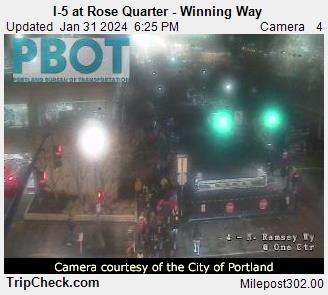 I-5 at Rose Quarter - Winning Way
Updated Jan 31 2024 6:25 PM Camera 4
PBOT
PORTLAND BUREAU OF TRANSPORTATION
4 - N. Ramsey Wy
@ One Ctr
Camera courtesy of the City of Portland
TripCheck.com Milepost302.00